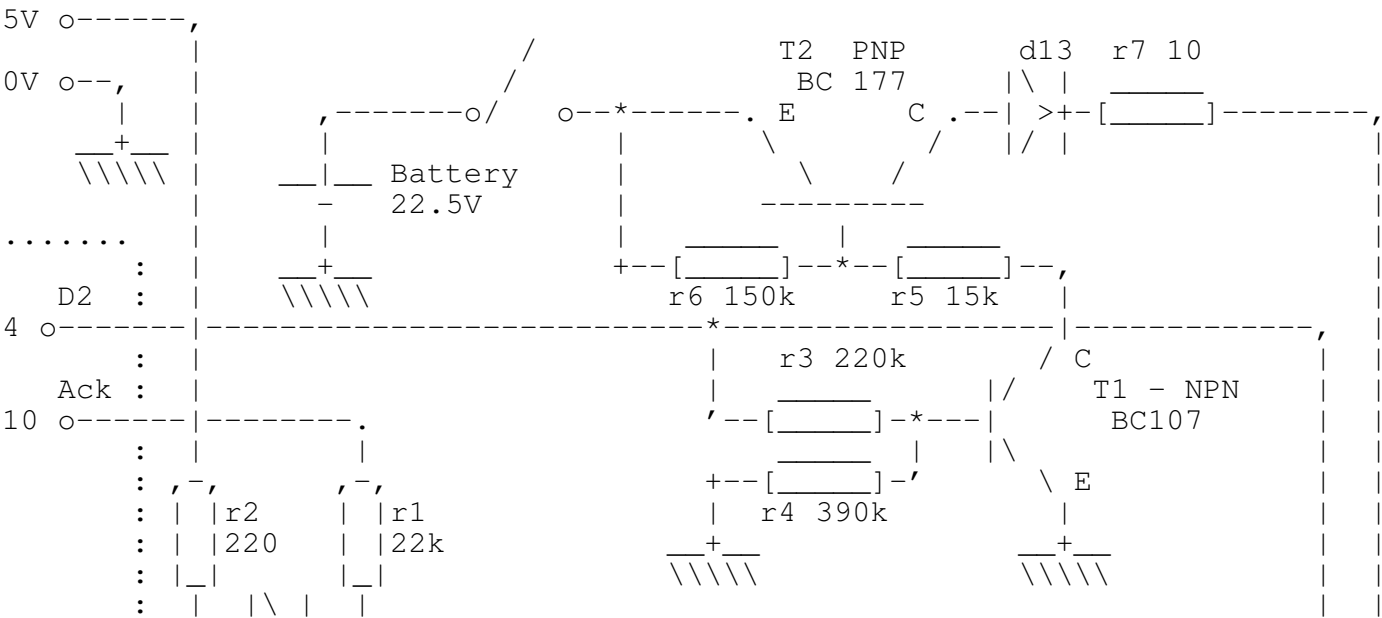 5V
T2 PNP d13 r7 10
0V BC 177
E C
Battery
22.5V
D2 r6 150k r5 15k
4
r3 220k C
Ack T1 - NPN
10 BC107
E
r2 r1 r4 390k
220 22k